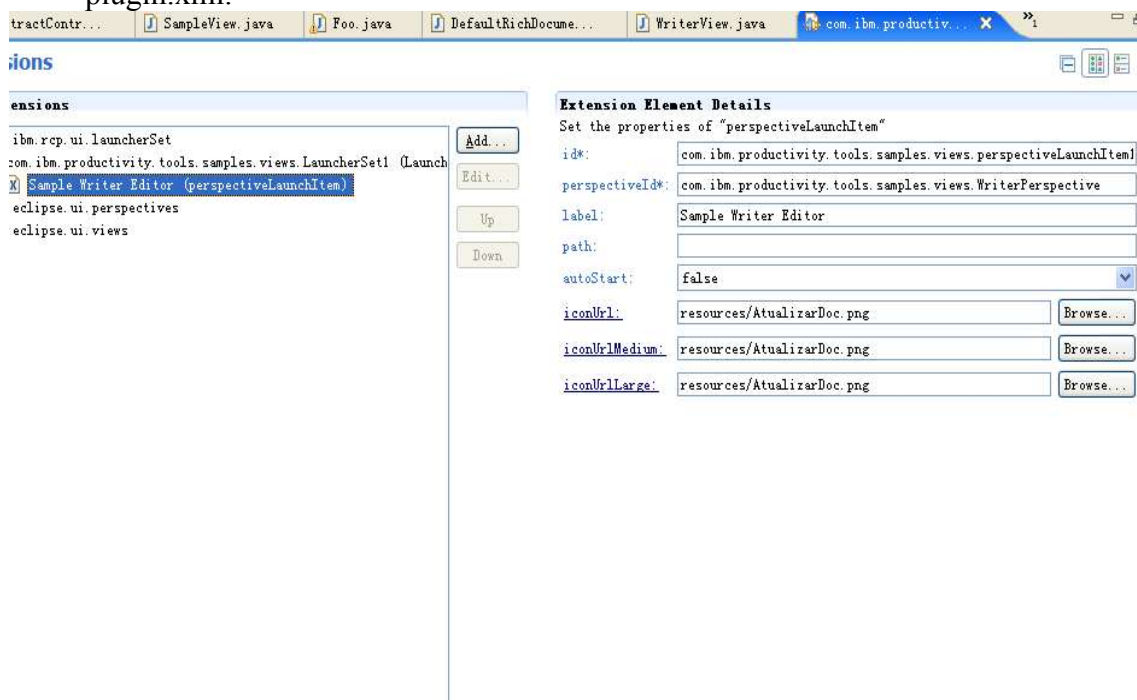 plugin.xml.
tractContr...
SampleView.java
Foo.java
DefaultRichDocume...
WriterView.java
com.ibm.productiv...
»1
sions
ensions
ibm.rcp.ui.launcherSet
com.ibm.productivity.tools.samples.views.LauncherSet1 (Launch
X Sample Writer Editor (perspectiveLaunchItem)
eclipse.ui.perspectives
eclipse.ui.views
Add...
Edit...
Up
Down
Extension Element Details
Set the properties of "perspectiveLaunchItem"
id*: com.ibm.productivity.tools.samples.views.perspectiveLaunchItem1
perspectiveId*: com.ibm.productivity.tools.samples.views.WriterPerspective
label: Sample Writer Editor
path:
autoStart: false
iconUrl: resources/AtualizarDoc.png Browse...
iconUrlMedium: resources/AtualizarDoc.png Browse...
iconUrlLarge: resources/AtualizarDoc.png Browse...